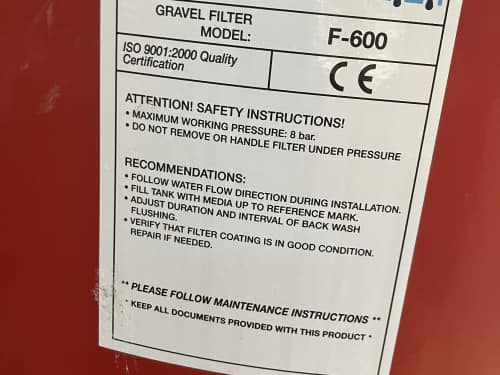 GRAVEL FILTER
MODEL: F-600
ISO 9001:2000 Quality
Certification
CE
ATTENTION! SAFETY INSTRUCTIONS!
• MAXIMUM WORKING PRESSURE: 8 bar.
• DO NOT REMOVE OR HANDLE FILTER UNDER PRESSURE
RECOMMENDATIONS:
• FOLLOW WATER FLOW DIRECTION DURING INSTALLATION.
• FILL TANK WITH MEDIA UP TO REFERENCE MARK.
• ADJUST DURATION AND INTERVAL OF BACK WASH
FLUSHING.
• VERIFY THAT FILTER COATING IS IN GOOD CONDITION.
REPAIR IF NEEDED.
** PLEASE FOLLOW MAINTENANCE INSTRUCTIONS **
* KEEP ALL DOCUMENTS PROVIDED WITH THIS PRODUCT *